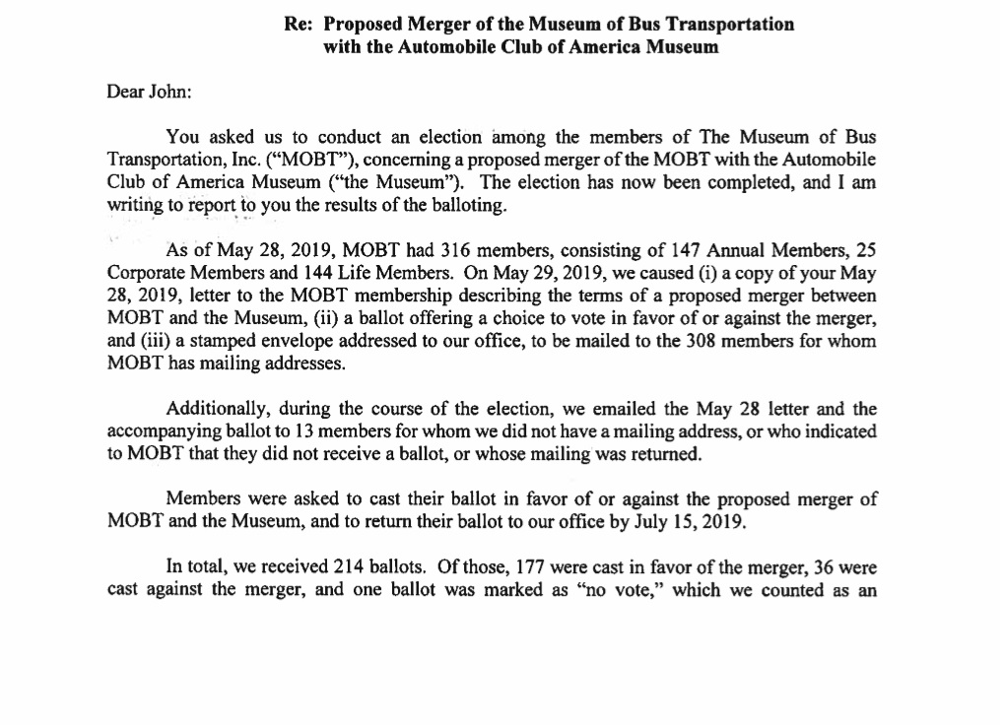 Re: Proposed Merger of the Museum of Bus Transportation
with the Automobile Club of America Museum
Dear John:
You asked us to conduct an election among the members of The Museum of Bus
Transportation, Inc. (“MOBT”), concerning a proposed merger of the MOBT with the Automobile
Club of America Museum (“the Museum”). The election has now been completed, and I am
writing to report to you the results of the balloting.
As of May 28, 2019, MOBT had 316 members, consisting of 147 Annual Members, 25
Corporate Members and 144 Life Members. On May 29, 2019, we caused (i) a copy of your May
28, 2019, letter to the MOBT membership describing the terms of a proposed merger between
MOBT and the Museum, (ii) a ballot offering a choice to vote in favor of or against the merger,
and (iii) a stamped envelope addressed to our office, to be mailed to the 308 members for whom
MOBT has mailing addresses.
Additionally, during the course of the election, we emailed the May 28 letter and the
accompanying ballot to 13 members for whom we did not have a mailing address, or who indicated
to MOBT that they did not receive a ballot, or whose mailing was returned.
Members were asked to cast their ballot in favor of or against the proposed merger of
MOBT and the Museum, and to return their ballot to our office by July 15, 2019.
In total, we received 214 ballots. Of those, 177 were cast in favor of the merger, 36 were
cast against the merger, and one ballot was marked as “no vote,” which we counted as an